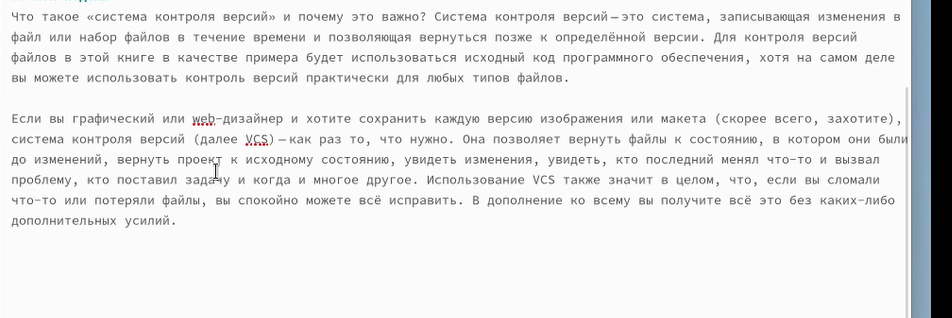 Что такое «система контроля версий» и почему это важно? Система контроля версий — это система, записывающая изменения в
файл или набор файлов в течение времени и позволяющая вернуться позже к определённой версии. Для контроля версий
файлов в этой книге в качестве примера будет использоваться исходный код программного обеспечения, хотя на самом деле
вы можете использовать контроль версий практически для любых типов файлов.
Если вы графический или web-дизайнер и хотите сохранить каждую версию изображения или макета (скорее всего, захотите),
система контроля версий (далее VCS) — как раз то, что нужно. Она позволяет вернуть файлы к состоянию, в котором они были
до изменений, вернуть проект к исходному состоянию, увидеть изменения, увидеть, кто последний менял что-то и вызвал
проблему, кто поставил задачу и когда и многое другое. Использование VCS также значит в целом, что, если вы сломали
что-то или потеряли файлы, вы спокойно можете всё исправить. В дополнение ко всему вы получите всё это без каких-либо
дополнительных усилий.